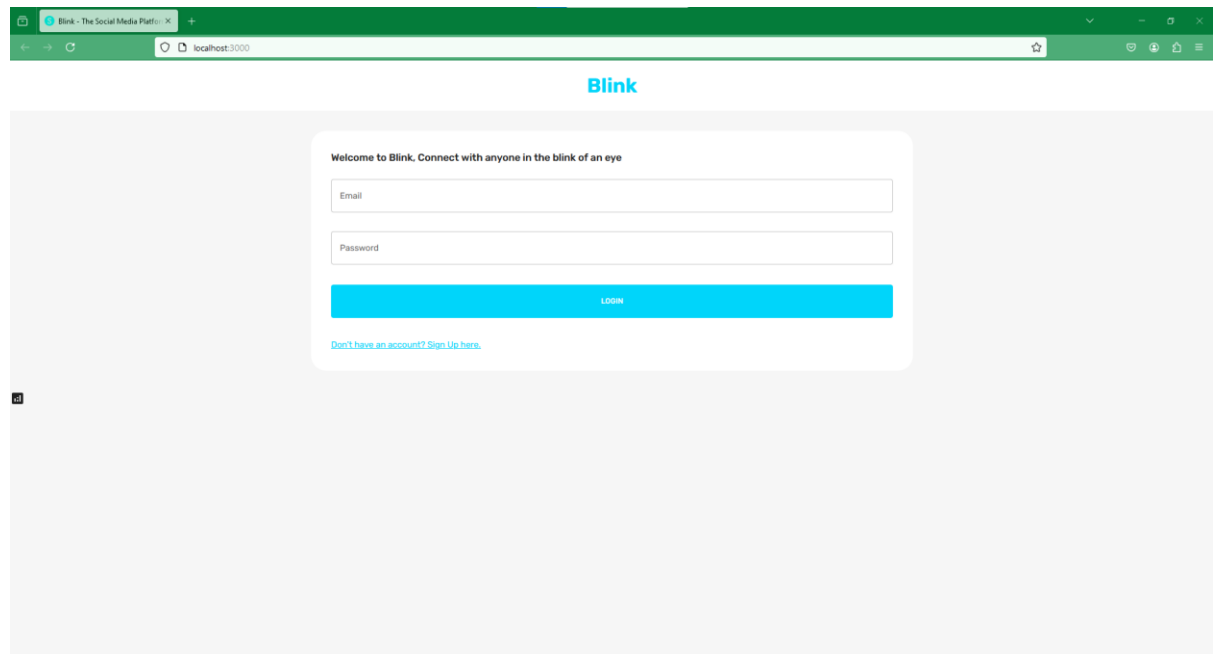 Blink - The Social Media Platfor
localhost:3000
Blink
Welcome to Blink, Connect with anyone in the blink of an eye
Email
Password
LOGIN
Don't have an account? Sign Up here.